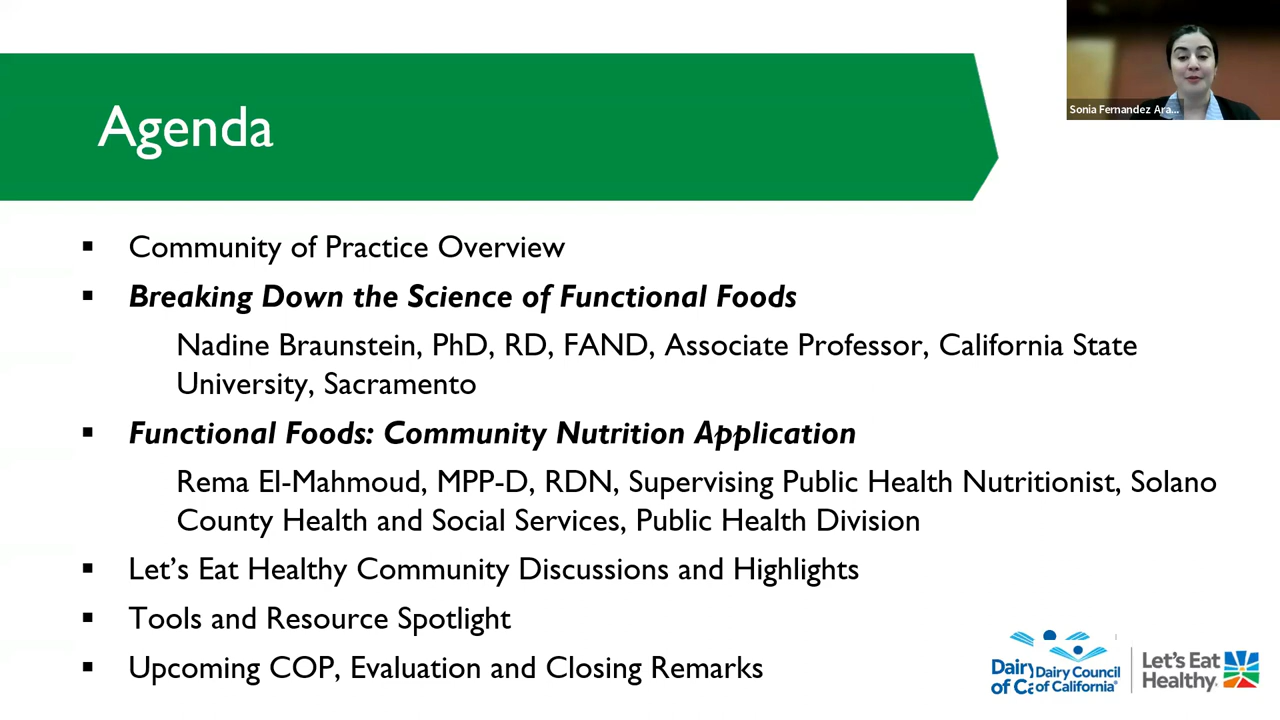 Agenda
Sonia Fernandez Ara...
▪ Community of Practice Overview
▪ Breaking Down the Science of Functional Foods
Nadine Braunstein, PhD, RD, FAND, Associate Professor, California State
University, Sacramento
▪ Functional Foods: Community Nutrition Application
Rema El-Mahmoud, MPP-D, RDN, Supervising Public Health Nutritionist, Solano
County Health and Social Services, Public Health Division
▪ Let's Eat Healthy Community Discussions and Highlights
▪ Tools and Resource Spotlight
▪ Upcoming COP, Evaluation and Closing Remarks
Dairy Council
of California®
Let's Eat
Healthy.